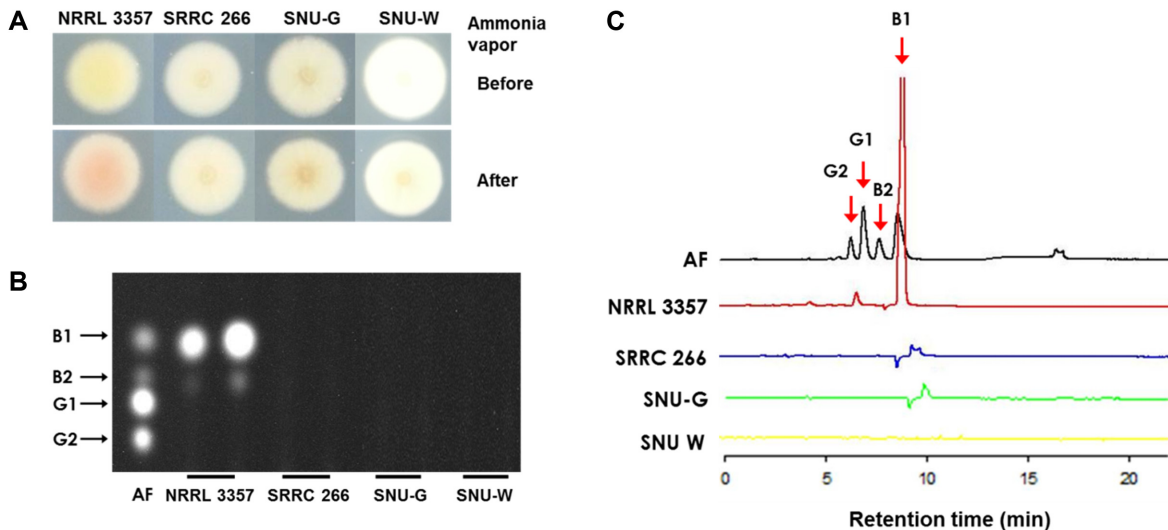 A
NRRL 3357 SRRC 266 SNU-G SNU-W
Ammonia
vapor
Before
After
B
B1
B2
G1
G2
AF NRRL 3357 SRRC 266 SNU-G SNU-W
C
B1
G1
G2
B2
AF
NRRL 3357
SRRC 266
SNU-G
SNU W
0 5 10 15 20
Retention time (min)